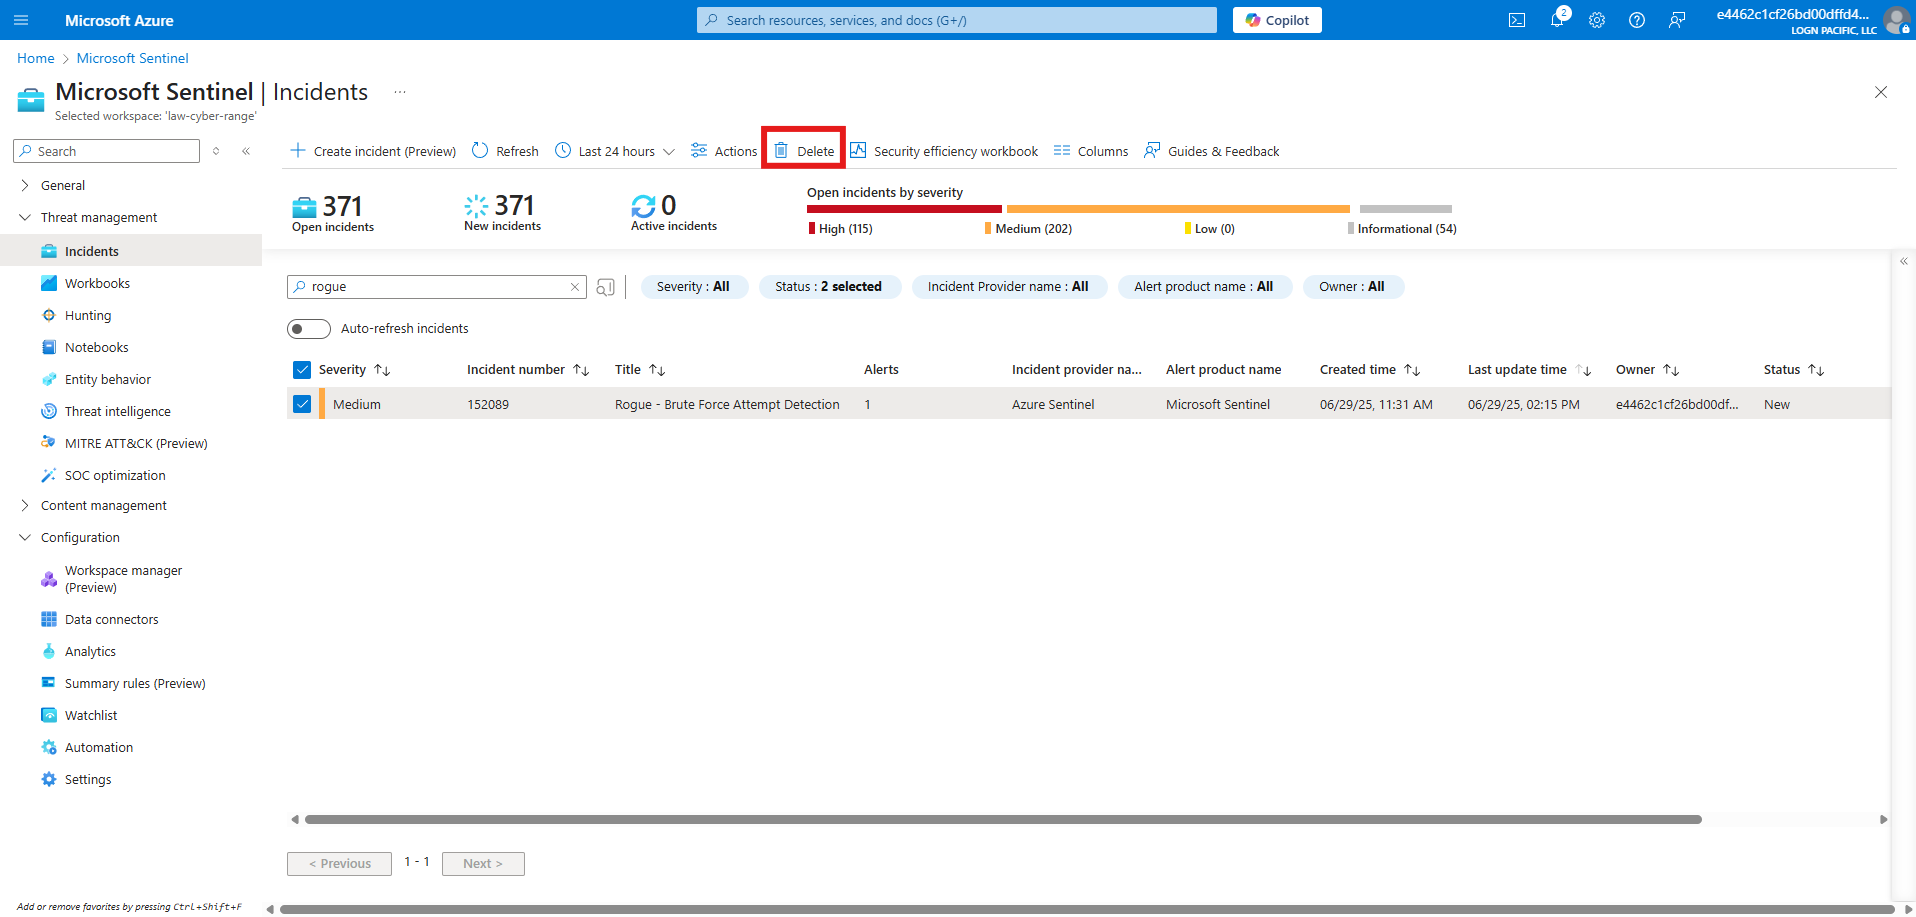 Microsoft Azure
Search resources, services, and docs (G+/)
Copilot
2
e4462c1cf26bd00dffd4...
LOGN PACIFIC, LLC
Home > Microsoft Sentinel
Microsoft Sentinel | Incidents ...
Selected workspace: 'law-cyber-range'
Search
General
Threat management
Incidents
Workbooks
Hunting
Notebooks
Entity behavior
Threat intelligence
MITRE ATT&CK (Preview)
SOC optimization
Content management
Configuration
Workspace manager
(Preview)
Data connectors
Analytics
Summary rules (Preview)
Watchlist
Automation
Settings
Add or remove favorites by pressing Ctrl+Shift+F
Create incident (Preview) Refresh Last 24 hours Actions Delete Security efficiency workbook Columns Guides & Feedback
371
Open incidents
371
New incidents
0
Active incidents
Open incidents by severity
High (115) Medium (202) Low (0) Informational (54)
rogue
Severity : All Status : 2 selected Incident Provider name : All Alert product name : All Owner : All
Auto-refresh incidents
Severity Incident number Title Alerts Incident provider na... Alert product name Created time Last update time Owner Status
Medium 152089 Rogue - Brute Force Attempt Detection 1 Azure Sentinel Microsoft Sentinel 06/29/25, 11:31 AM 06/29/25, 02:15 PM e4462c1cf26bd00df... New
< Previous 1 - 1 Next >